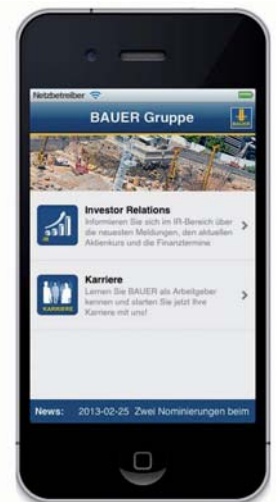 Netzbetreiber
BAUER Gruppe
BAUER
Investor Relations
Informieren Sie sich im IR-Bereich über
die neuesten Meldungen, den aktuellen
Aktienkurs und die Finanztermine
IR
Karriere
Lernen Sie BAUER als Arbeitgeber
kennen und starten Sie jetzt Ihre
Karriere mit uns!
KARRIERE
News: 2013-02-25 Zwei Nominierungen beim